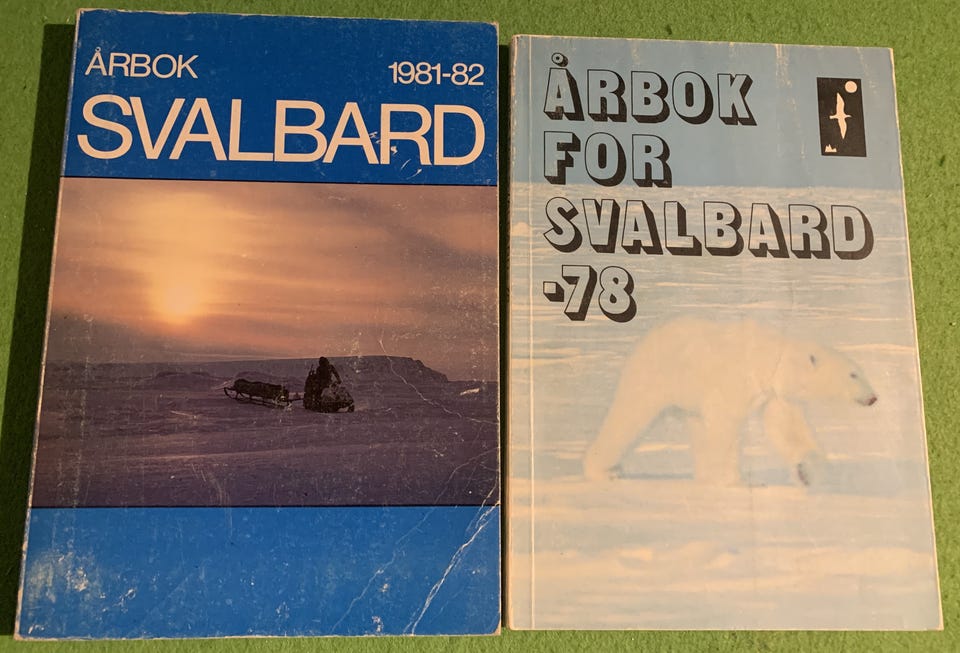 ÅRBOK 1981-82
SVALBARD
ÅRBOK
FOR
SVALBARD
-78